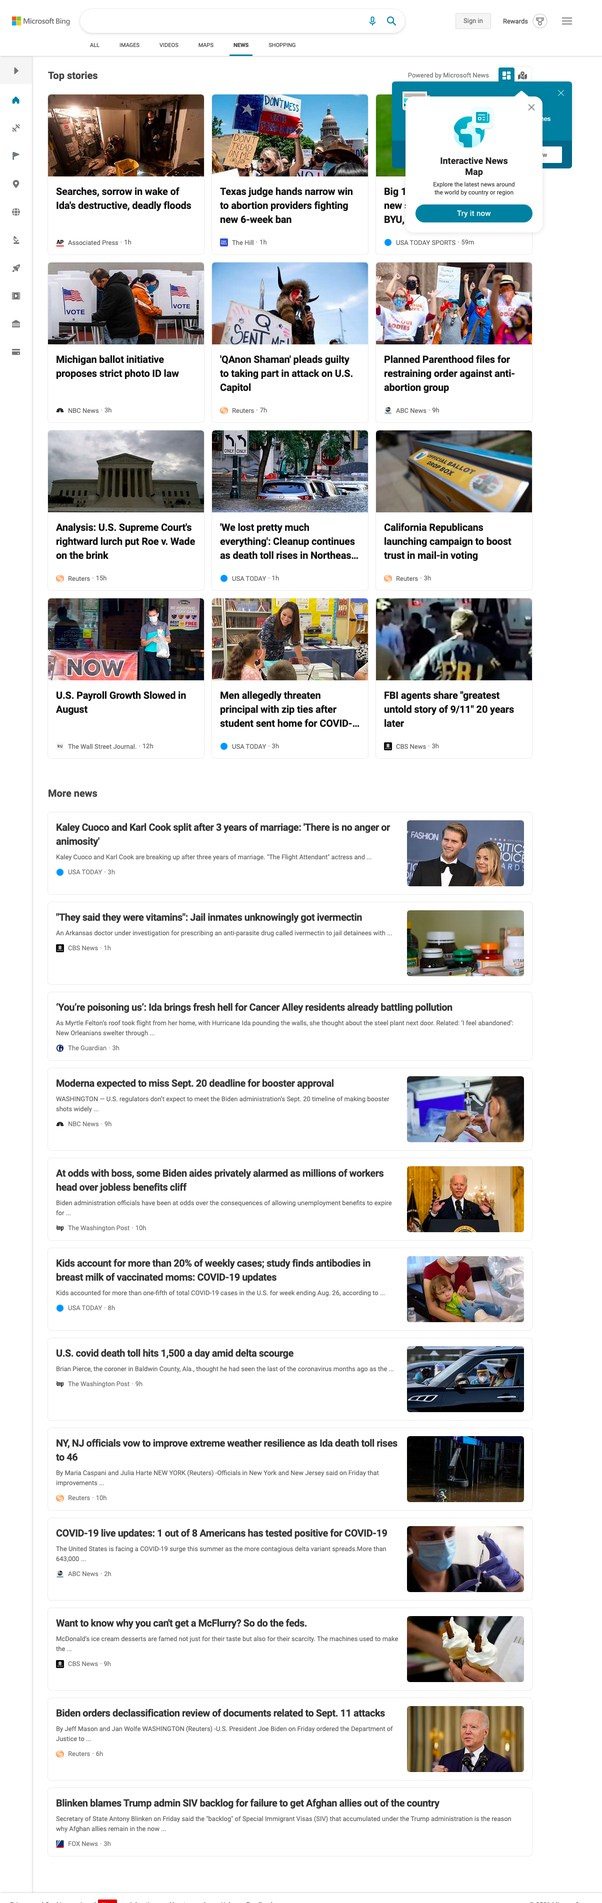 Microsoft Bing
Sign in
Rewards
ALL
IMAGES
VIDEOS
MAPS
NEWS
SHOPPING
Top stories
Powered by Microsoft News
Interactive News
Map
Explore the latest news around
the world by country or region
Try it now
DON'T MESS
Searches, sorrow in wake of
Ida's destructive, deadly floods
AP Associated Press · 1h
Texas judge hands narrow win
to abortion providers fighting
new 6-week ban
The Hill · 1h
Big 1
new
BYU,
USA TODAY SPORTS · 59m
VOTE
VOTE
Michigan ballot initiative
proposes strict photo ID law
NBC News · 3h
Q
SENT ME!
'QAnon Shaman' pleads guilty
to taking part in attack on U.S.
Capitol
Reuters · 7h
Planned Parenthood files for
restraining order against anti-
abortion group
ABC News · 9h
Analysis: U.S. Supreme Court's
rightward lurch put Roe v. Wade
on the brink
Reuters · 15h
ONLY ONLY
'We lost pretty much
everything': Cleanup continues
as death toll rises in Northeas...
USA TODAY · 1h
OFFICIAL BALLOT
DROP BOX
California Republicans
launching campaign to boost
trust in mail-in voting
Reuters · 3h
NOW
U.S. Payroll Growth Slowed in
August
The Wall Street Journal. · 12h
Men allegedly threaten
principal with zip ties after
student sent home for COVID-...
USA TODAY · 3h
FBI
FBI agents share "greatest
untold story of 9/11" 20 years
later
CBS News · 3h
More news
Kaley Cuoco and Karl Cook split after 3 years of marriage: 'There is no anger or
animosity'
Kaley Cuoco and Karl Cook are breaking up after three years of marriage. "The Flight Attendant" actress and ...
USA TODAY · 3h
"They said they were vitamins": Jail inmates unknowingly got ivermectin
An Arkansas doctor under investigation for prescribing an anti-parasite drug called ivermectin to jail detainees with ...
CBS News · 1h
'You're poisoning us': Ida brings fresh hell for Cancer Alley residents already battling pollution
As Myrtle Felton's roof took flight from her home, with Hurricane Ida pounding the walls, she thought about the steel plant next door. Related: 'I feel abandoned':
New Orleanians swelter through ...
The Guardian · 3h
Moderna expected to miss Sept. 20 deadline for booster approval
WASHINGTON — U.S. regulators don't expect to meet the Biden administration's Sept. 20 timeline of making booster
shots widely ...
NBC News · 9h
At odds with boss, some Biden aides privately alarmed as millions of workers
head over jobless benefits cliff
Biden administration officials have been at odds over the consequences of allowing unemployment benefits to expire
for ...
wp The Washington Post · 10h
Kids account for more than 20% of weekly cases; study finds antibodies in
breast milk of vaccinated moms: COVID-19 updates
Kids accounted for more than one-fifth of total COVID-19 cases in the U.S. for week ending Aug. 26, according to ...
USA TODAY · 8h
U.S. covid death toll hits 1,500 a day amid delta scourge
Brian Pierce, the coroner in Baldwin County, Ala., thought he had seen the last of the coronavirus months ago as the ...
wp The Washington Post · 9h
NY, NJ officials vow to improve extreme weather resilience as Ida death toll rises
to 46
By Maria Caspani and Julia Harte NEW YORK (Reuters) -Officials in New York and New Jersey said on Friday that
improvements ...
Reuters · 10h
COVID-19 live updates: 1 out of 8 Americans has tested positive for COVID-19
The United States is facing a COVID-19 surge this summer as the more contagious delta variant spreads.More than
643,000 ...
ABC News · 2h
Want to know why you can't get a McFlurry? So do the feds.
McDonald's ice cream desserts are famed not just for their taste but also for their scarcity. The machines used to make
the ...
CBS News · 9h
Biden orders declassification review of documents related to Sept. 11 attacks
By Jeff Mason and Jan Wolfe WASHINGTON (Reuters) -U.S. President Joe Biden on Friday ordered the Department of
Justice to ...
Reuters · 6h
Blinken blames Trump admin SIV backlog for failure to get Afghan allies out of the country
Secretary of State Antony Blinken on Friday said the "backlog" of Special Immigrant Visas (SIV) that accumulated under the Trump administration is the reason
why Afghan allies remain in the now ...
FOX News · 3h